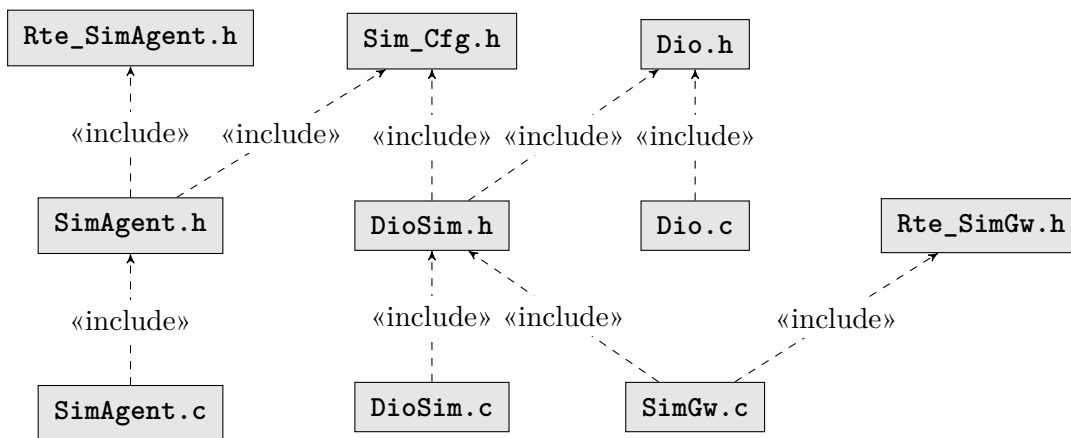 Rte_SimAgent.h
Sim_Cfg.h
Dio.h
«include»
«include»
«include»
«include»
«include»
SimAgent.h
DioSim.h
Dio.c
Rte_SimGw.h
«include»
«include»
«include»
«include»
SimAgent.c
DioSim.c
SimGw.c